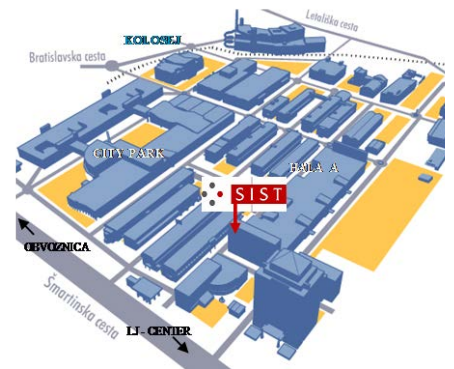 Letališka cesta
KOLOSEJ
Bratislavska cesta
CITY PARK
HALA A
SIST
OBVOZNICA
Šmartinska cesta
LJ - CENTER